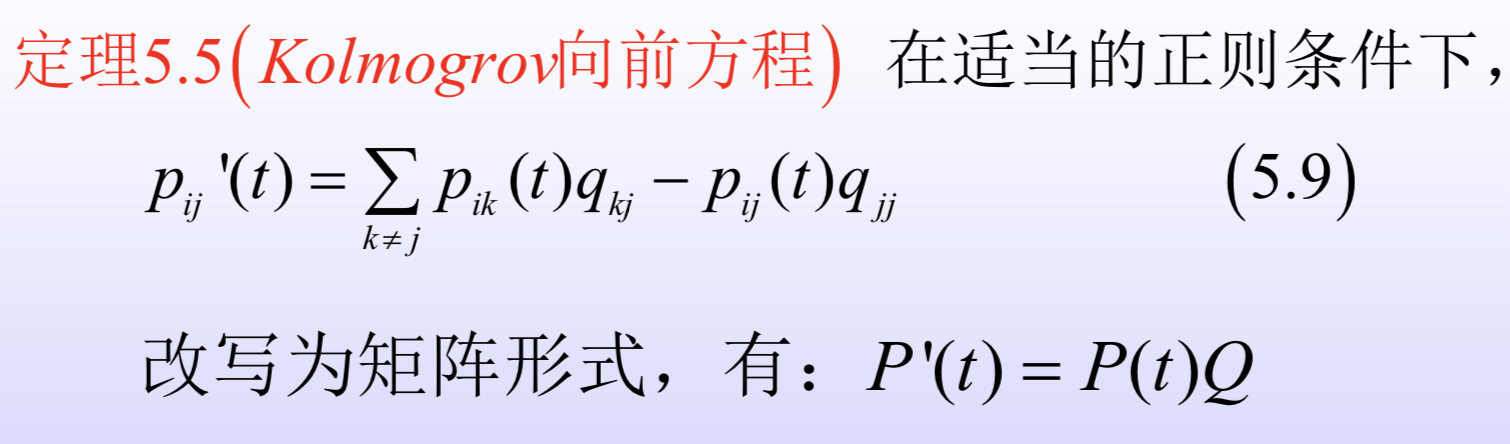 定理5.5(Kolmogrov向前方程) 在适当的正则条件下，
p_{ij}'(t) = \sum_{k≠j} p_{ik}(t)q_{kj} − p_{ij}(t)q_{jj} (5.9)
改写为矩阵形式，有：P'(t) = P(t)Q